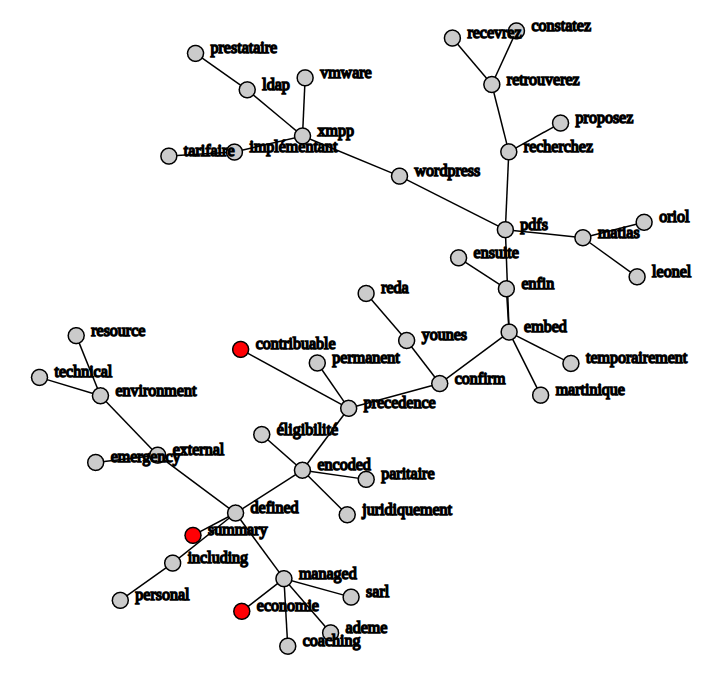 constatez
recevrez
prestataire
vmware
retrouverez
ldap
proposez
xmpp
implémentant
recherchez
tarifaire
wordpress
oriol
pdfs
matias
ensuite
leonel
enfin
reda
embed
resource
younes
contribuable
permanent
temporairement
technical
confirm
environment
martinique
precedence
éligibilité
external
emergency
encoded
paritaire
defined
juridiquement
summary
including
managed
personal
sarl
economie
ademe
coaching